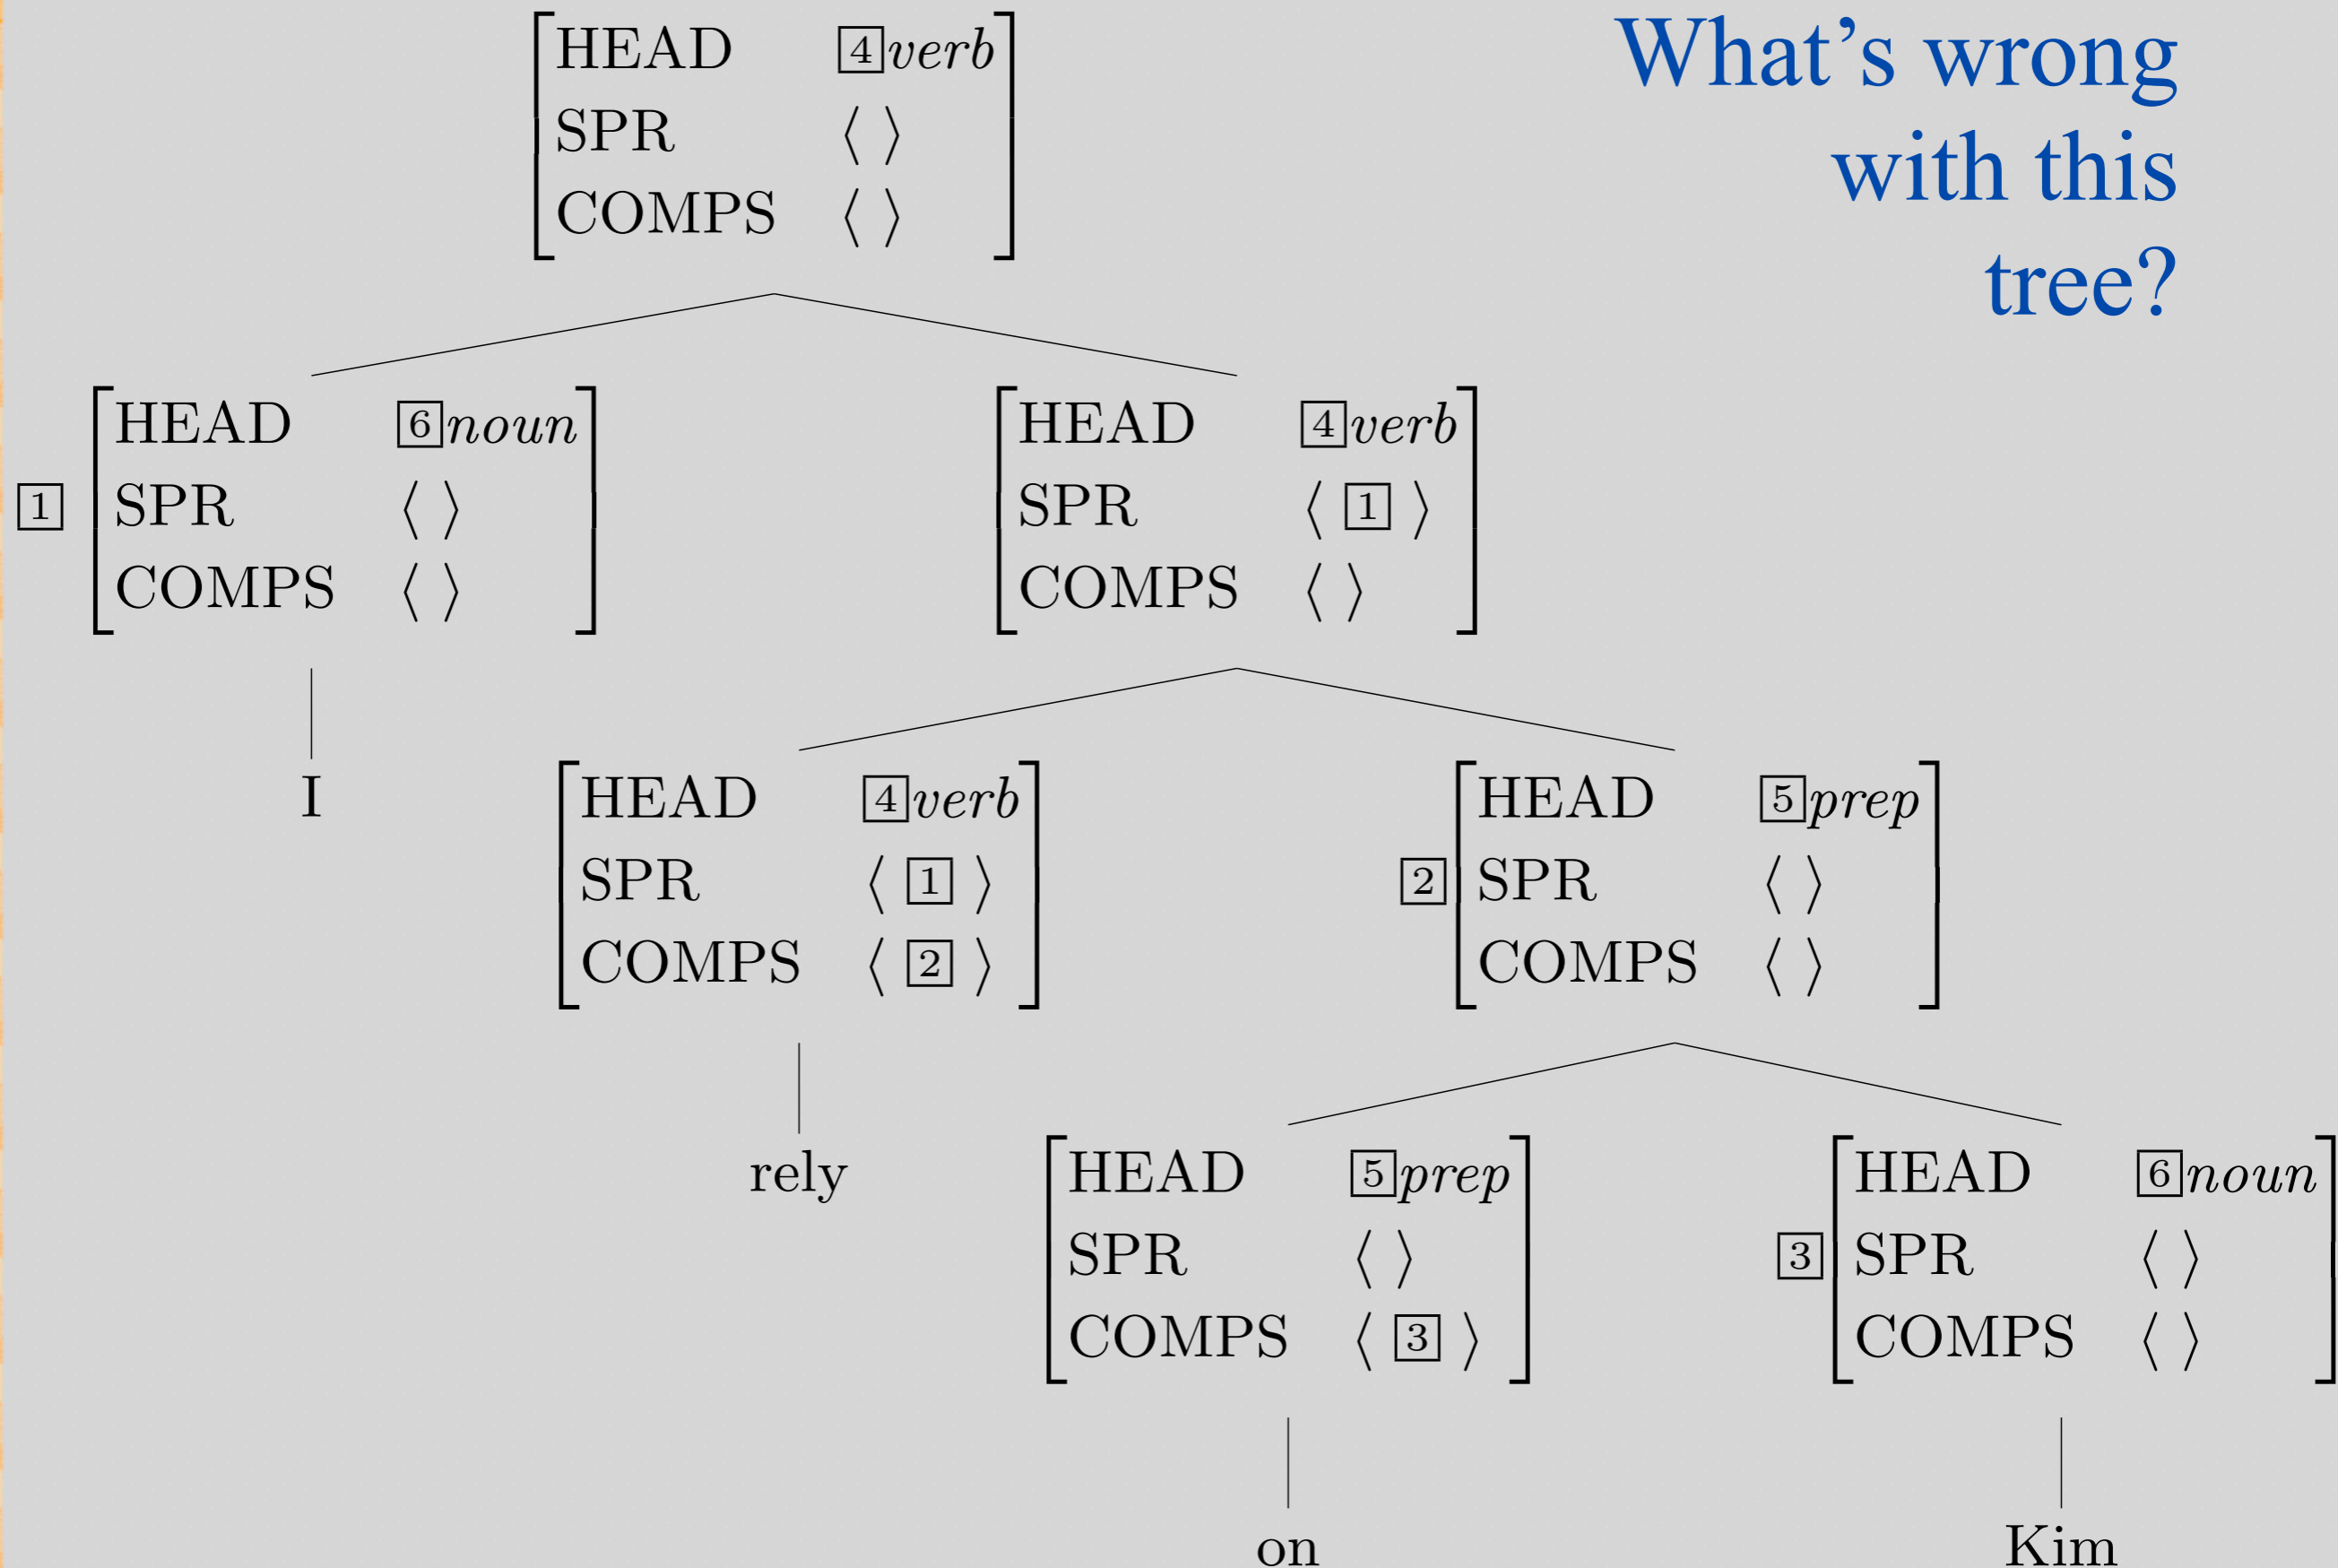 What's wrong
with this
tree?
HEAD 4 verb
SPR ⟨ ⟩
COMPS ⟨ ⟩
1
HEAD 6 noun
SPR ⟨ ⟩
COMPS ⟨ ⟩
HEAD 4 verb
SPR ⟨ 1 ⟩
COMPS ⟨ ⟩
I
HEAD 4 verb
SPR ⟨ 1 ⟩
COMPS ⟨ 2 ⟩
2
HEAD 5 prep
SPR ⟨ ⟩
COMPS ⟨ ⟩
rely
HEAD 5 prep
SPR ⟨ ⟩
COMPS ⟨ 3 ⟩
3
HEAD 6 noun
SPR ⟨ ⟩
COMPS ⟨ ⟩
on
Kim